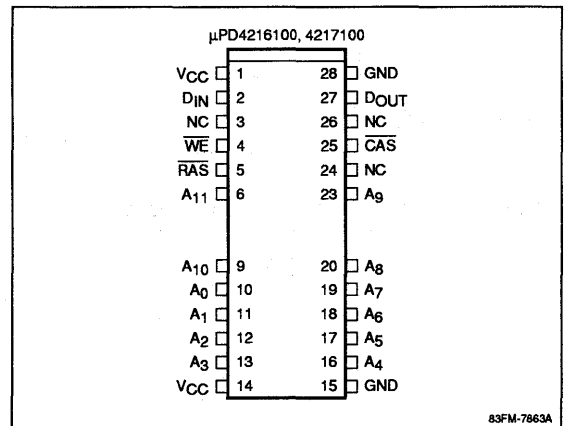 μPD4216100, 4217100
VCC 1 28 GND
DIN 2 27 DOUT
NC 3 26 NC
WE 4 25 CAS
RAS 5 24 NC
A11 6 23 A9
A10 9 20 A8
A0 10 19 A7
A1 11 18 A6
A2 12 17 A5
A3 13 16 A4
VCC 14 15 GND
83FM-7863A